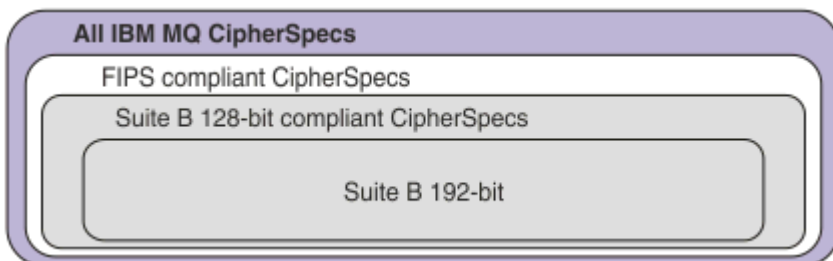 All IBM MQ CipherSpecs
FIPS compliant CipherSpecs
Suite B 128-bit compliant CipherSpecs
Suite B 192-bit